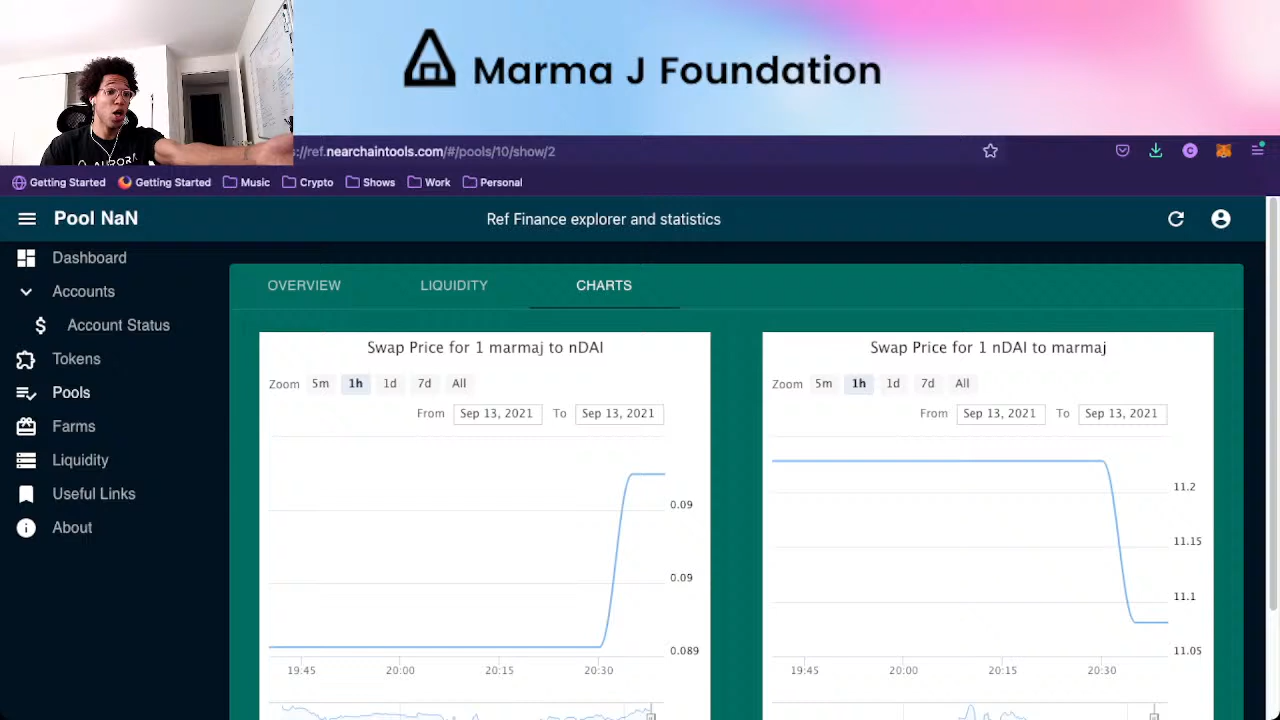 Marma J Foundation
AURORA
://ref.nearchaintools.com/#/pools/10/show/2
Getting Started
Getting Started
Music
Crypto
Shows
Work
Personal
Pool NaN
Ref Finance explorer and statistics
Dashboard
Accounts
Account Status
Tokens
Pools
Farms
Liquidity
Useful Links
About
OVERVIEW
LIQUIDITY
CHARTS
Swap Price for 1 marmaj to nDAI
Zoom 5m 1h 1d 7d All
From Sep 13, 2021 To Sep 13, 2021
0.09
0.09
0.089
19:45 20:00 20:15 20:30
Swap Price for 1 nDAI to marmaj
Zoom 5m 1h 1d 7d All
From Sep 13, 2021 To Sep 13, 2021
11.2
11.15
11.1
11.05
19:45 20:00 20:15 20:30